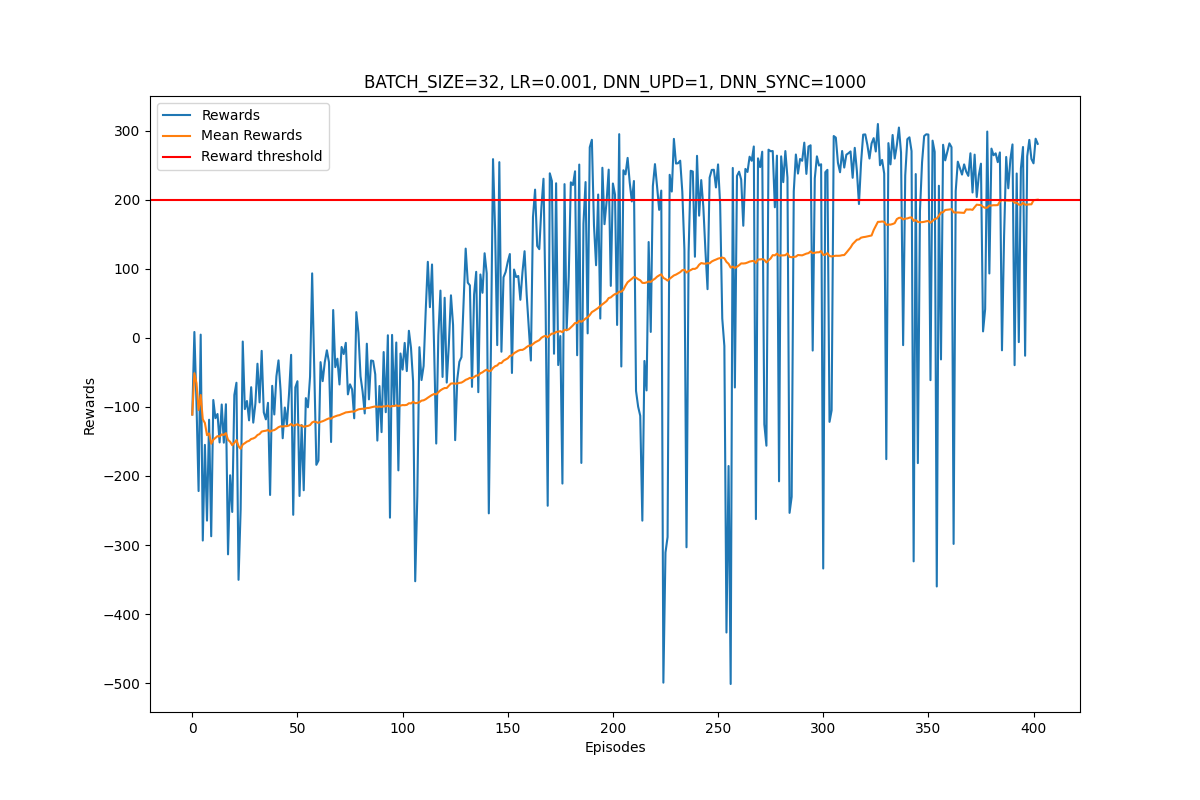 BATCH_SIZE=32, LR=0.001, DNN_UPD=1, DNN_SYNC=1000
Rewards
Mean Rewards
Reward threshold
300
200
100
0
−100
−200
−300
−400
−500
Rewards
0 50 100 150 200 250 300 350 400
Episodes